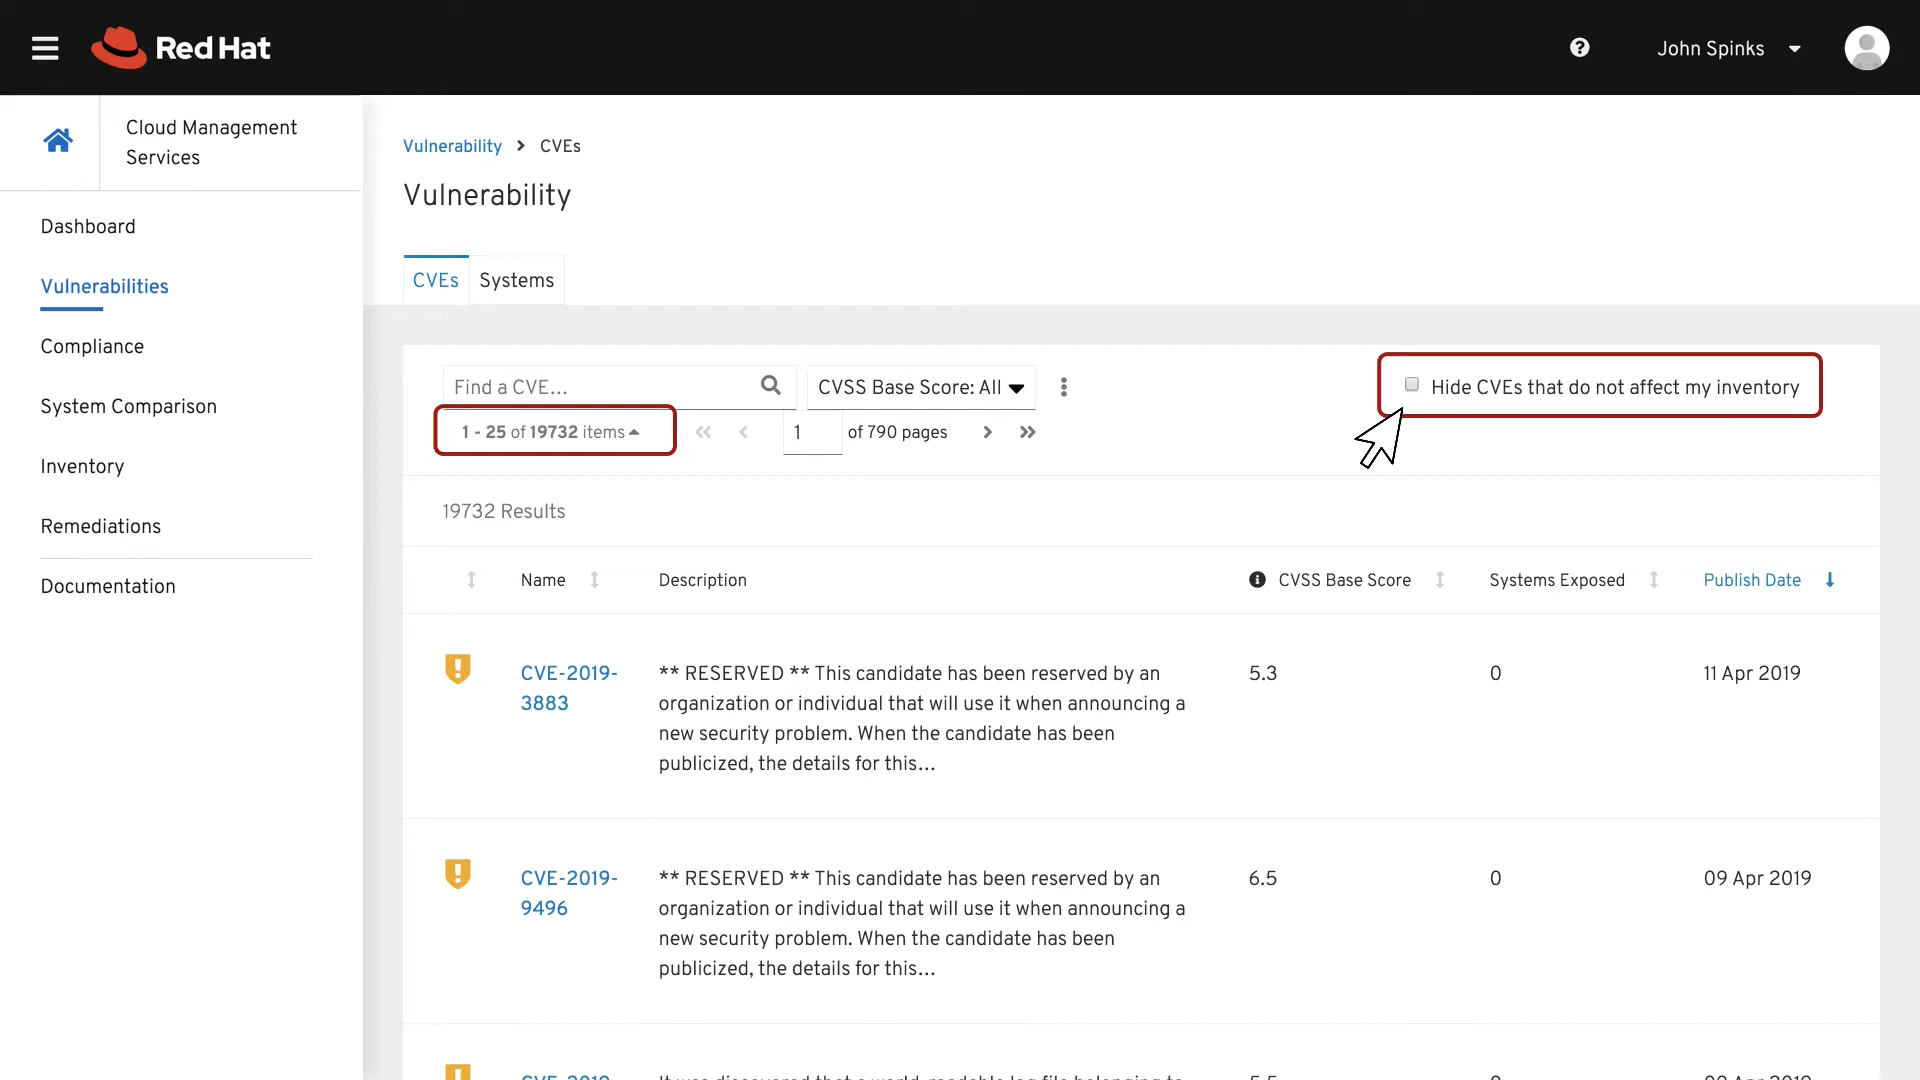 Red Hat
John Spinks
Cloud Management
Services
Dashboard
Vulnerabilities
Compliance
System Comparison
Inventory
Remediations
Documentation
Vulnerability > CVEs
Vulnerability
CVEs Systems
Find a CVE... CVSS Base Score: All Hide CVEs that do not affect my inventory
1 - 25 of 19732 items 1 of 790 pages
19732 Results
Name Description CVSS Base Score Systems Exposed Publish Date
CVE-2019- ** RESERVED ** This candidate has been reserved by an 5.3 0 11 Apr 2019
3883 organization or individual that will use it when announcing a
new security problem. When the candidate has been
publicized, the details for this...
CVE-2019- ** RESERVED ** This candidate has been reserved by an 6.5 0 09 Apr 2019
9496 organization or individual that will use it when announcing a
new security problem. When the candidate has been
publicized, the details for this...